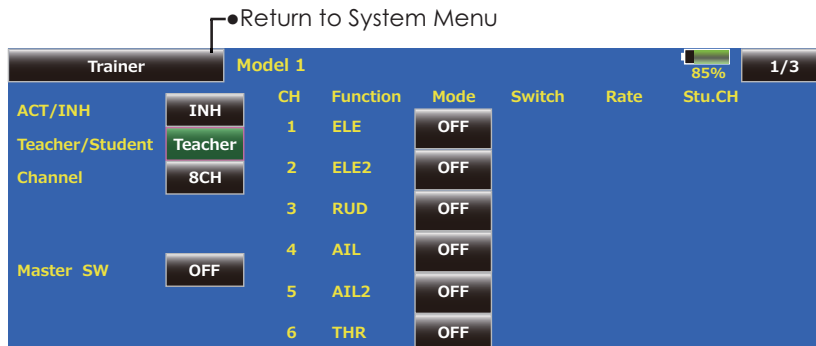 ●Return to System Menu
Trainer Model 1 85% 1/3
CH Function Mode Switch Rate Stu.CH
ACT/INH INH
1 ELE OFF
Teacher/Student Teacher
2 ELE2 OFF
Channel 8CH
3 RUD OFF
4 AIL OFF
Master SW OFF
5 AIL2 OFF
6 THR OFF